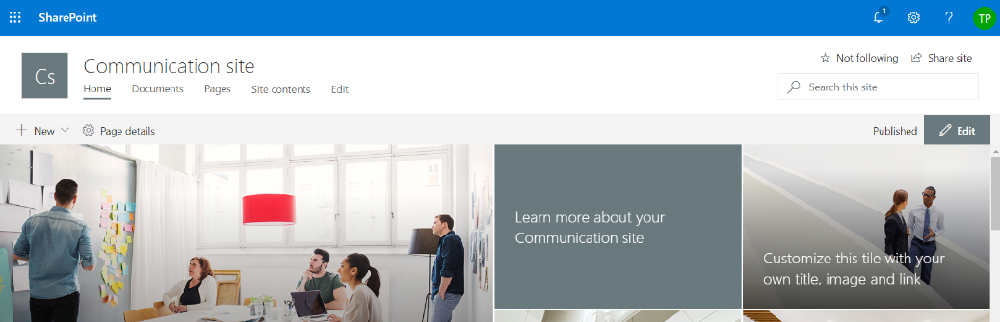 SharePoint
1
?
TP
Cs
Communication site
Not following
Share site
Home
Documents
Pages
Site contents
Edit
Search this site
New
Page details
Published
Edit
Learn more about your
Communication site
Customize this tile with your
own title, image and link